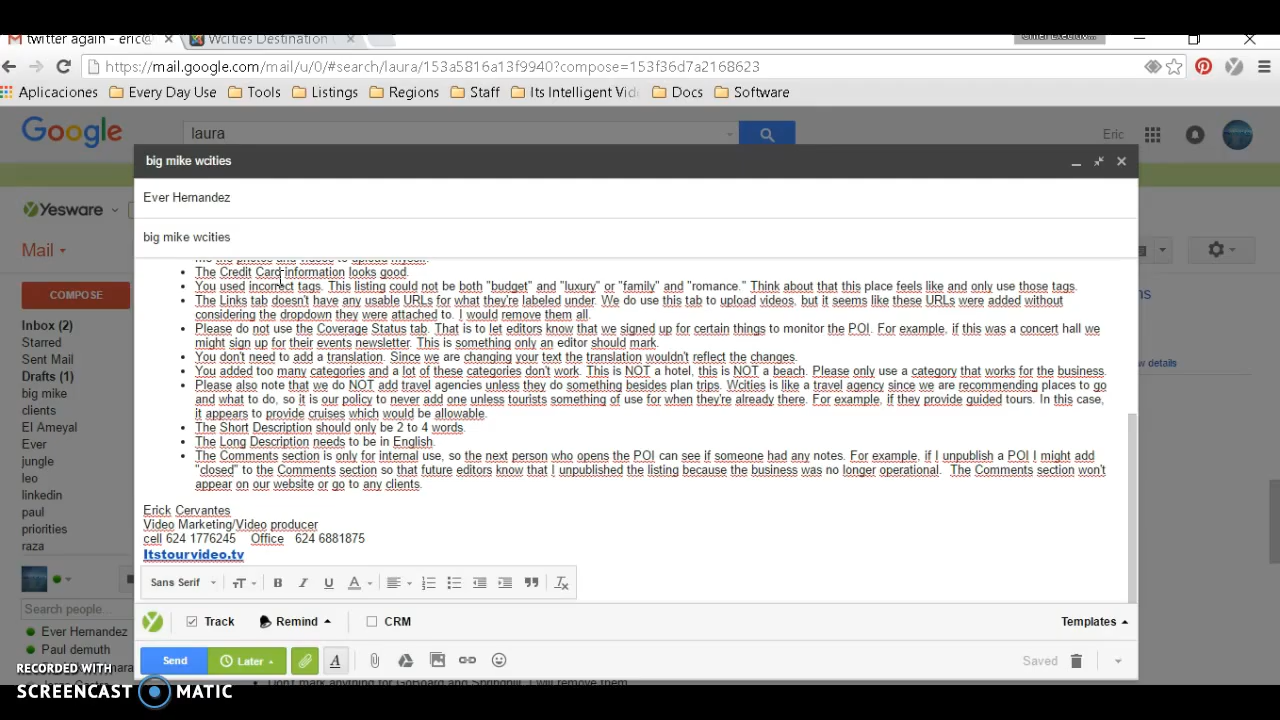 twitter again - eric@
Wcities Destination
https://mail.google.com/mail/u/0/#search/laura/153a5816a13f9940?compose=153f36d7a2168623
Aplicaciones Every Day Use Tools Listings Regions Staff Its Intelligent Vid Docs Software
Google laura Eric
big mike wcities
Ever Hernandez
Yesware
big mike wcities
Mail
me the photos and videos to upload myself.
The Credit Card information looks good.
You used incorrect tags. This listing could not be both "budget" and "luxury" or "family" and "romance." Think about that this place feels like and only use those tags.
The Links tab doesn't have any usable URLs for what they're labeled under. We do use this tab to upload videos, but it seems like these URLs were added without
considering the dropdown they were attached to. I would remove them all.
Please do not use the Coverage Status tab. That is to let editors know that we signed up for certain things to monitor the POI. For example, if this was a concert hall we
might sign up for their events newsletter. This is something only an editor should mark.
You don't need to add a translation. Since we are changing your text the translation wouldn't reflect the changes.
You added too many categories and a lot of these categories don't work. This is NOT a hotel, this is NOT a beach. Please only use a category that works for the business.
Please also note that we do NOT add travel agencies unless they do something besides plan trips. Wcities is like a travel agency since we are recommending places to go
and what to do, so it is our policy to never add one unless tourists something of use for when they're already there. For example, if they provide guided tours. In this case,
it appears to provide cruises which would be allowable.
The Short Description should only be 2 to 4 words.
The Long Description needs to be in English.
The Comments section is only for internal use, so the next person who opens the POI can see if someone had any notes. For example, if I unpublish a POI I might add
"closed" to the Comments section so that future editors know that I unpublished the listing because the business was no longer operational. The Comments section won't
appear on our website or go to any clients.
Erick Cervantes
Video Marketing/Video producer
cell 624 1776245 Office 624 6881875
Itstourvideo.tv
COMPOSE
Inbox (2)
Starred
Sent Mail
Drafts (1)
big mike
clients
El Ameyal
Ever
jungle
leo
linkedin
paul
priorities
raza
Search people...
Ever Hernandez
Paul demuth
ew details
Sans Serif
Track Remind CRM Templates
Send Later Saved
Don't mark anything for GoBoard and Springhill, I will remove them
RECORDED WITH
SCREENCAST MATIC